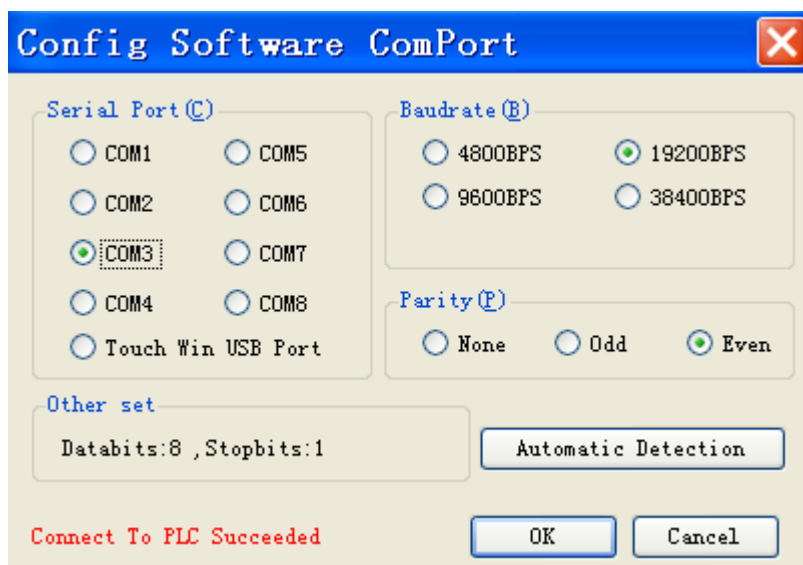 Config Software ComPort
Serial Port(C)
COM1 COM5
COM2 COM6
COM3 COM7
COM4 COM8
Touch Win USB Port
Baudrate(B)
4800BPS 19200BPS
9600BPS 38400BPS
Parity(P)
None Odd Even
Other set
Databits:8 ,Stopbits:1
Automatic Detection
Connect To PLC Succeeded
OK Cancel